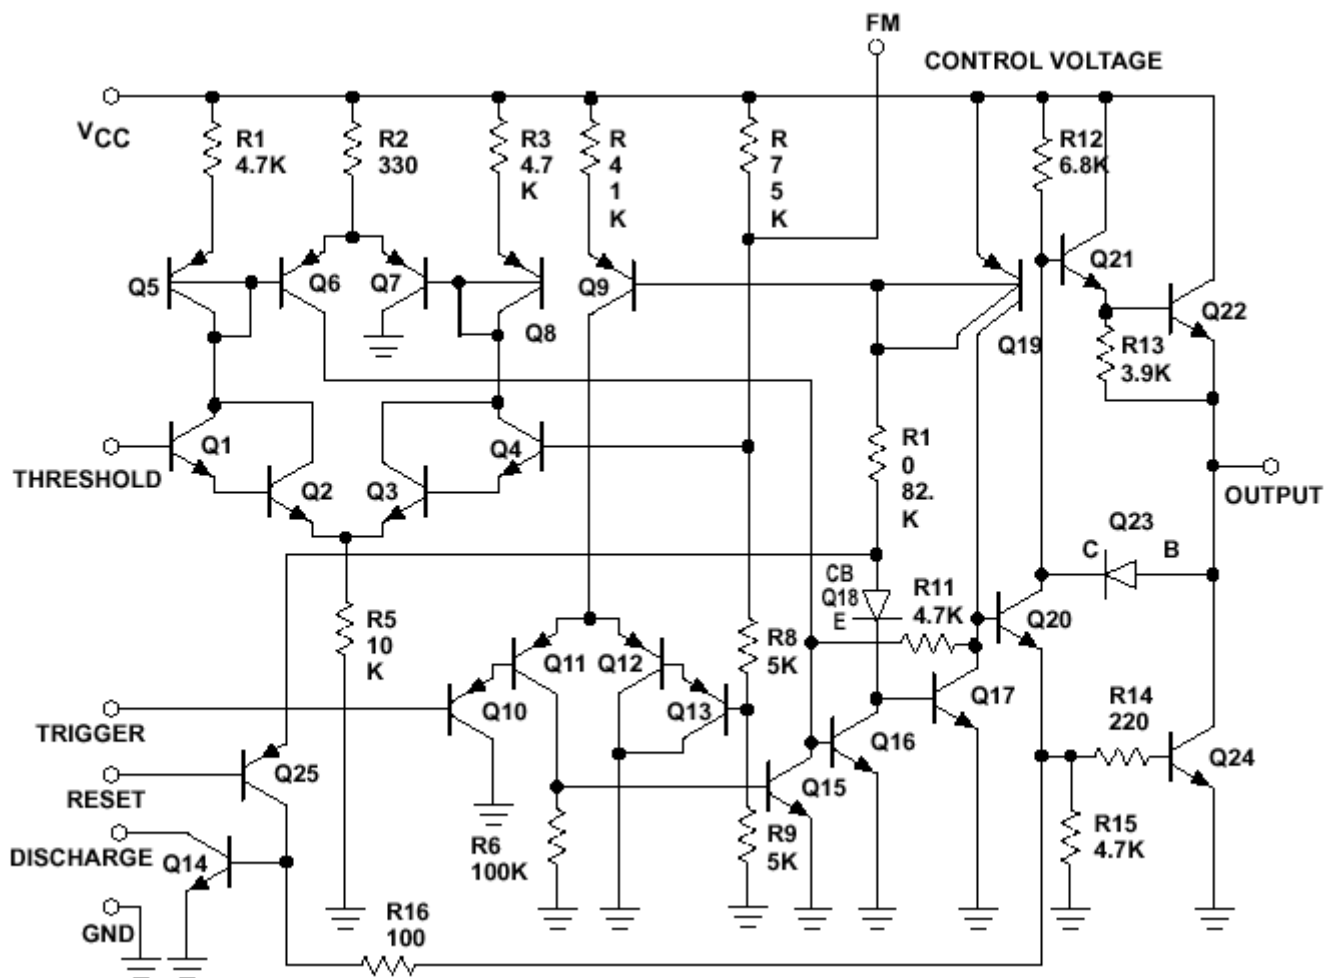 FM
CONTROL VOLTAGE
VCC
R1
4.7K
R2
330
R3
4.7
K
R
4
1
K
R
7
5
K
R12
6.8K
Q5
Q6
Q7
Q8
Q9
Q19
Q21
Q22
R13
3.9K
THRESHOLD
Q1
Q2
Q3
Q4
R1
0
82.
K
OUTPUT
Q23
C
B
CB
Q18
E
R11
4.7K
Q20
R5
10
K
Q11
Q12
R8
5K
TRIGGER
Q10
Q13
Q17
R14
220
Q16
Q24
Q25
RESET
Q15
DISCHARGE
Q14
R6
100K
R9
5K
R15
4.7K
GND
R16
100